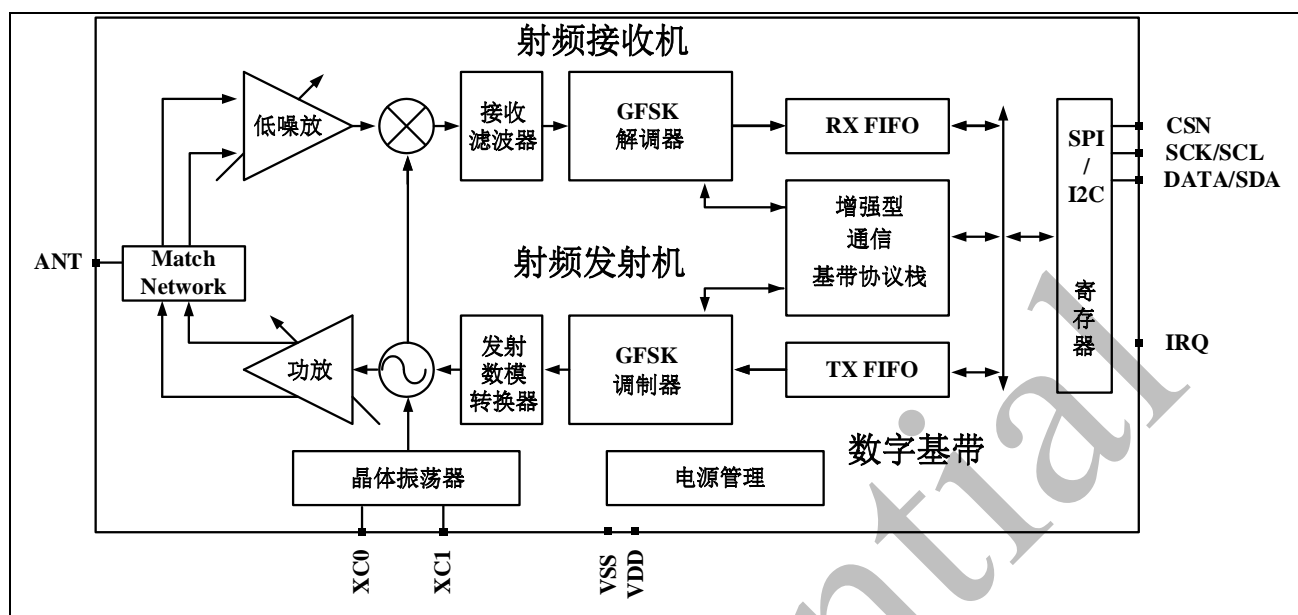 射频接收机
低噪放
接收
滤波器
GFSK
解调器
RX FIFO
SPI
/
I2C
寄
存
器
CSN
SCK/SCL
DATA/SDA
IRQ
ANT
Match
Network
射频发射机
增强型
通信
基带协议栈
功放
发射
数模
转换器
GFSK
调制器
TX FIFO
数字基带
晶体振荡器
电源管理
XC0
XC1
VSS
VDD
ntial